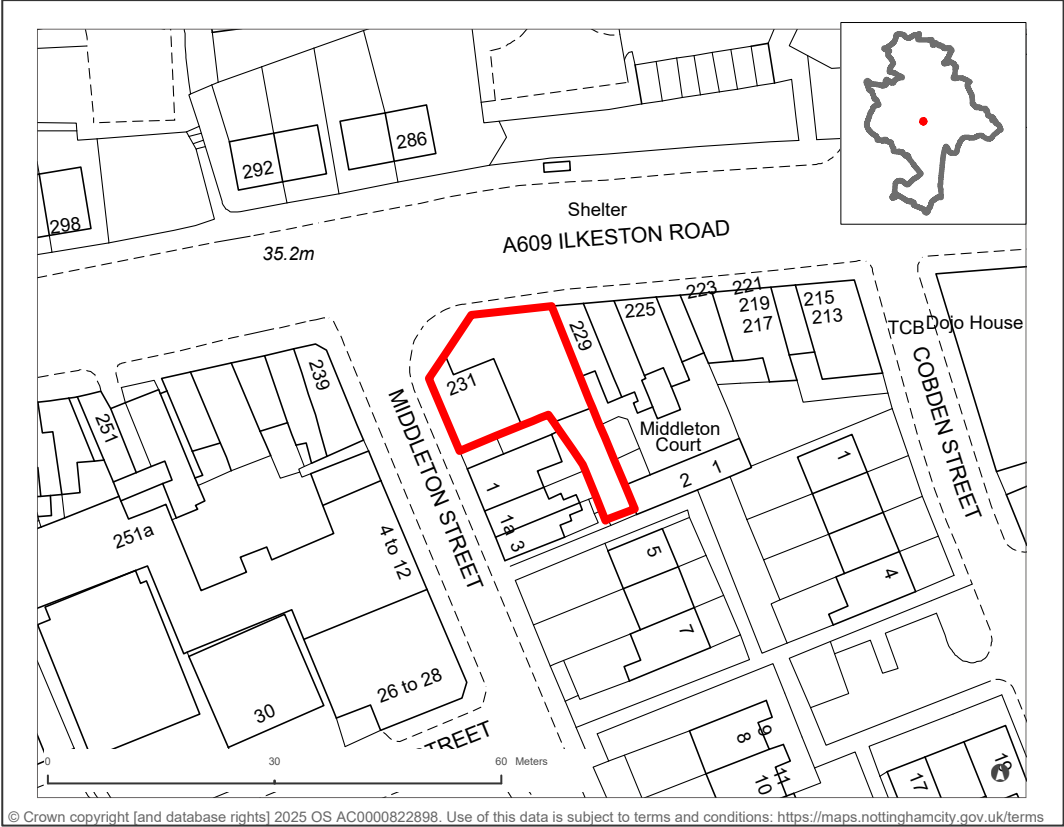 286
292
298
Shelter
A609 ILKESTON ROAD
35.2m
223
221
219
217
215
213
225
229
TCB
Dojo House
231
239
251
MIDDLETON STREET
COBDEN STREET
Middleton
Court
1
2
1
1
1a
3
251a
4 to 12
5
4
7
26 to 28
30
TREET
8
9
10
11
17
18
0
30
60
Meters
© Crown copyright [and database rights] 2025 OS AC0000822898. Use of this data is subject to terms and conditions: https://maps.nottinghamcity.gov.uk/terms